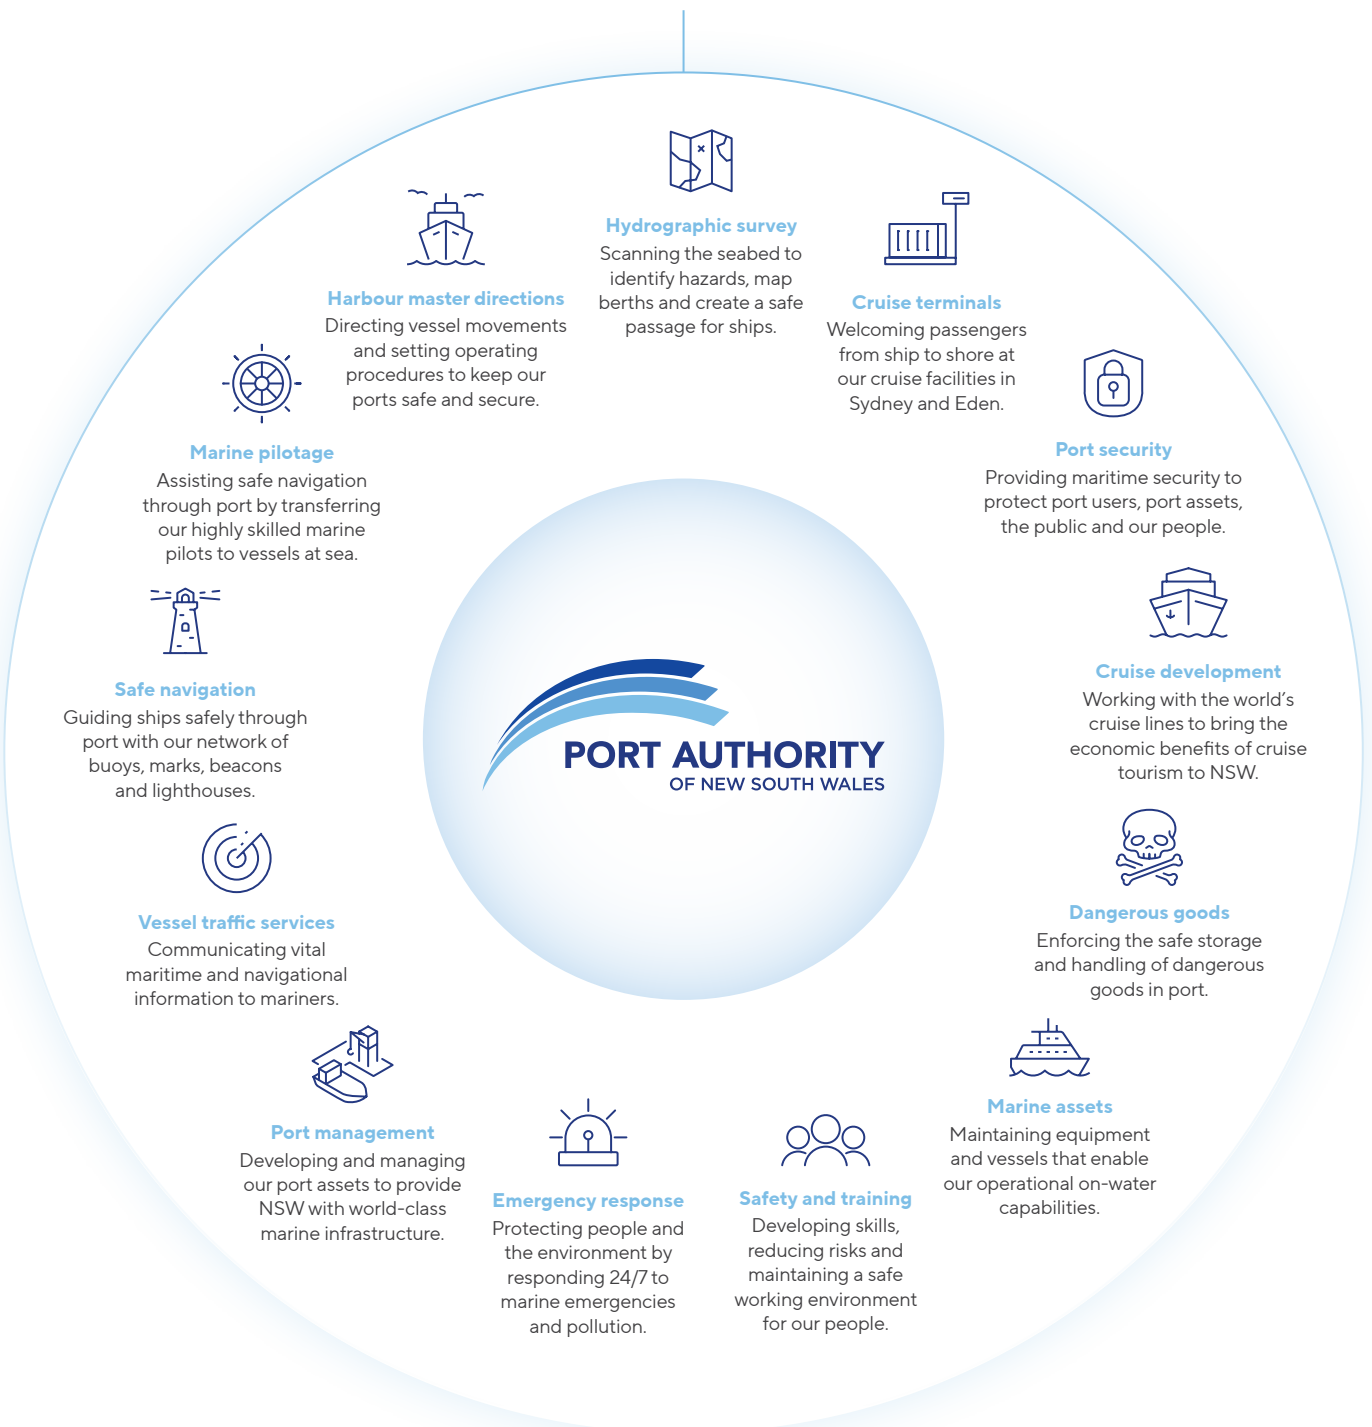 Hydrographic survey
Scanning the seabed to
identify hazards, map
berths and create a safe
passage for ships.
Cruise terminals
Welcoming passengers
from ship to shore at
our cruise facilities in
Sydney and Eden.
Port security
Providing maritime security to
protect port users, port assets,
the public and our people.
Cruise development
Working with the world’s
cruise lines to bring the
economic benefits of cruise
tourism to NSW.
Dangerous goods
Enforcing the safe storage
and handling of dangerous
goods in port.
Marine assets
Maintaining equipment
and vessels that enable
our operational on-water
capabilities.
Safety and training
Developing skills,
reducing risks and
maintaining a safe
working environment
for our people.
Emergency response
Protecting people and
the environment by
responding 24/7 to
marine emergencies
and pollution.
Port management
Developing and managing
our port assets to provide
NSW with world-class
marine infrastructure.
Vessel traffic services
Communicating vital
maritime and navigational
information to mariners.
Safe navigation
Guiding ships safely through
port with our network of
buoys, marks, beacons
and lighthouses.
Marine pilotage
Assisting safe navigation
through port by transferring
our highly skilled marine
pilots to vessels at sea.
Harbour master directions
Directing vessel movements
and setting operating
procedures to keep our
ports safe and secure.
PORT AUTHORITY
OF NEW SOUTH WALES